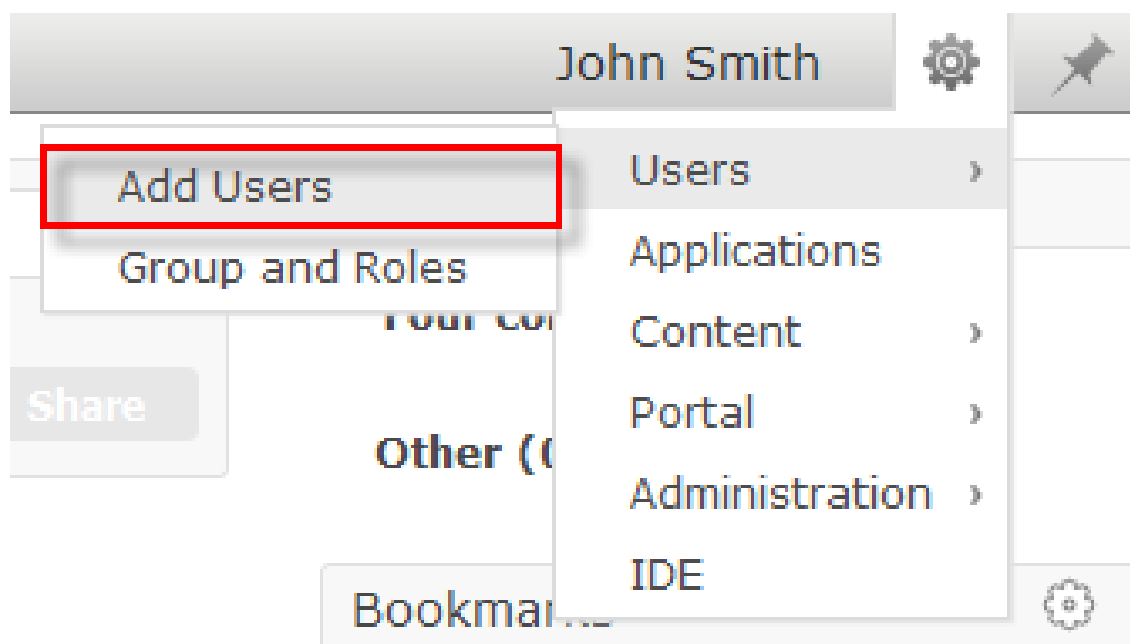 John Smith
Add Users
Group and Roles
Users
Applications
Content
Portal
Administration
IDE
Share
Other (